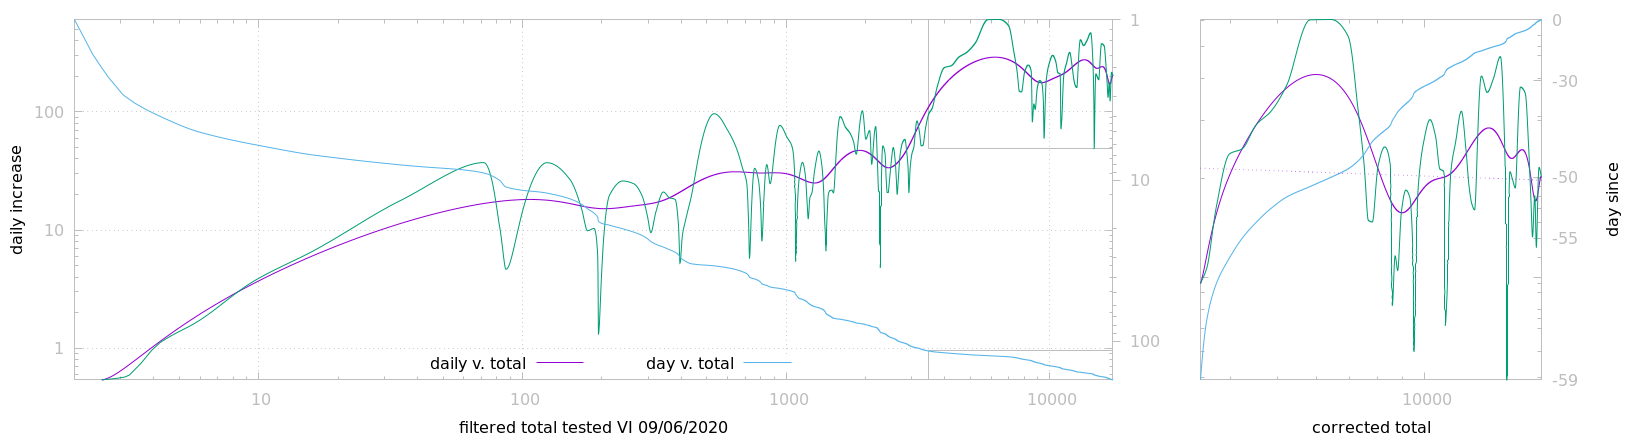 daily increase
100
10
1
10
100
1000
10000
1
10
100
daily v. total
day v. total
filtered total tested VI 09/06/2020
0
-30
-50
-55
-59
day since
10000
corrected total